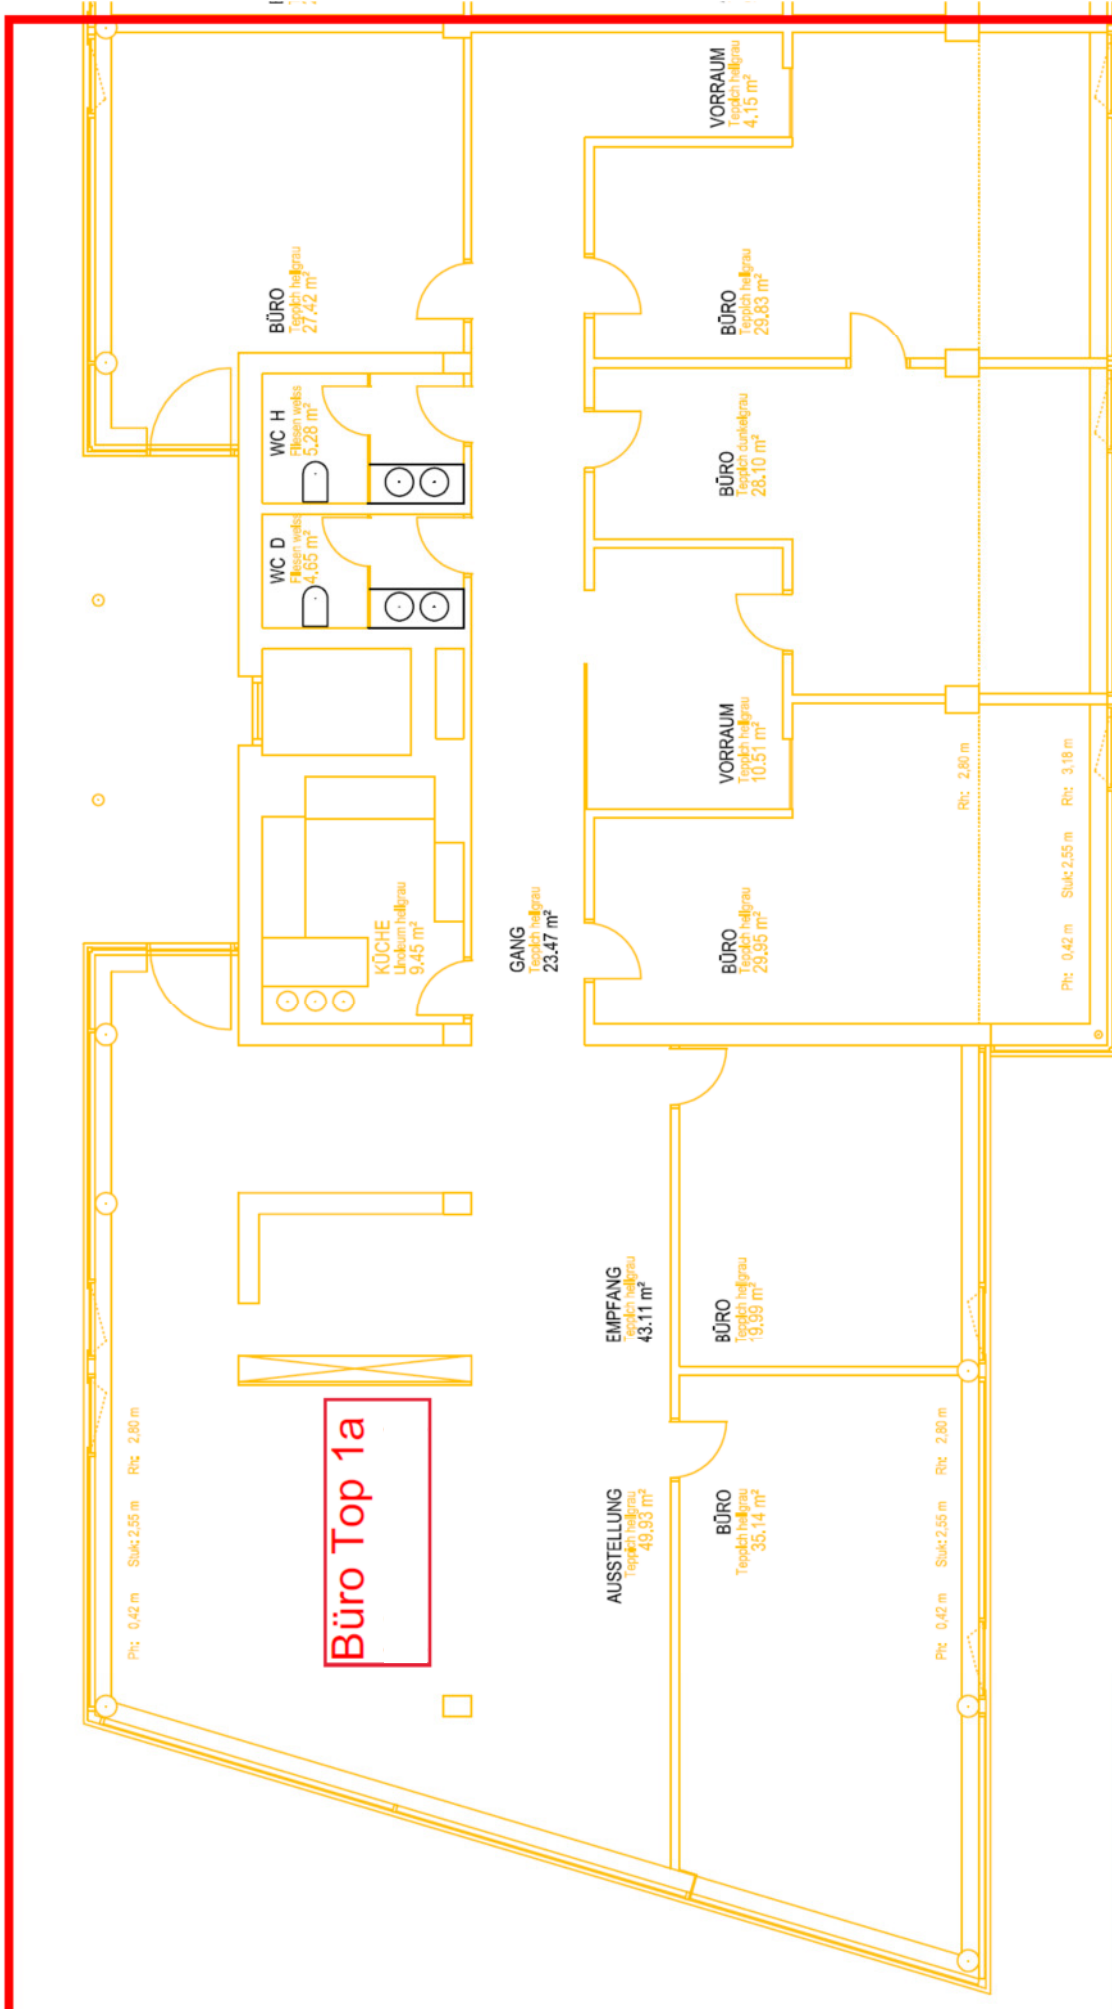 VORRAUM
Teppich hellgrau
4.15 m²
BÜRO
Teppich hellgrau
27.42 m²
BÜRO
Teppich hellgrau
29.83 m²
WC H
Fliesen weiss
5.28 m²
BÜRO
Teppich dunkelgrau
28.10 m²
WC D
Fliesen weiss
4.65 m²
VORRAUM
Teppich hellgrau
10.51 m²
Rh: 2,80 m
Ph: 0,42 m Stuk: 2,55 m Rh: 3,18 m
KÜCHE
Linoleum hellgrau
9.45 m²
GANG
Teppich hellgrau
23.47 m²
BÜRO
Teppich hellgrau
29.95 m²
EMPFANG
Teppich hellgrau
43.11 m²
BÜRO
Teppich hellgrau
19.99 m²
Ph: 0,42 m Stuk: 2,55 m Rh: 2,80 m
Büro Top 1a
AUSSTELLUNG
Teppich hellgrau
49.93 m²
BÜRO
Teppich hellgrau
35.14 m²
Ph: 0,42 m Stuk: 2,55 m Rh: 2,80 m